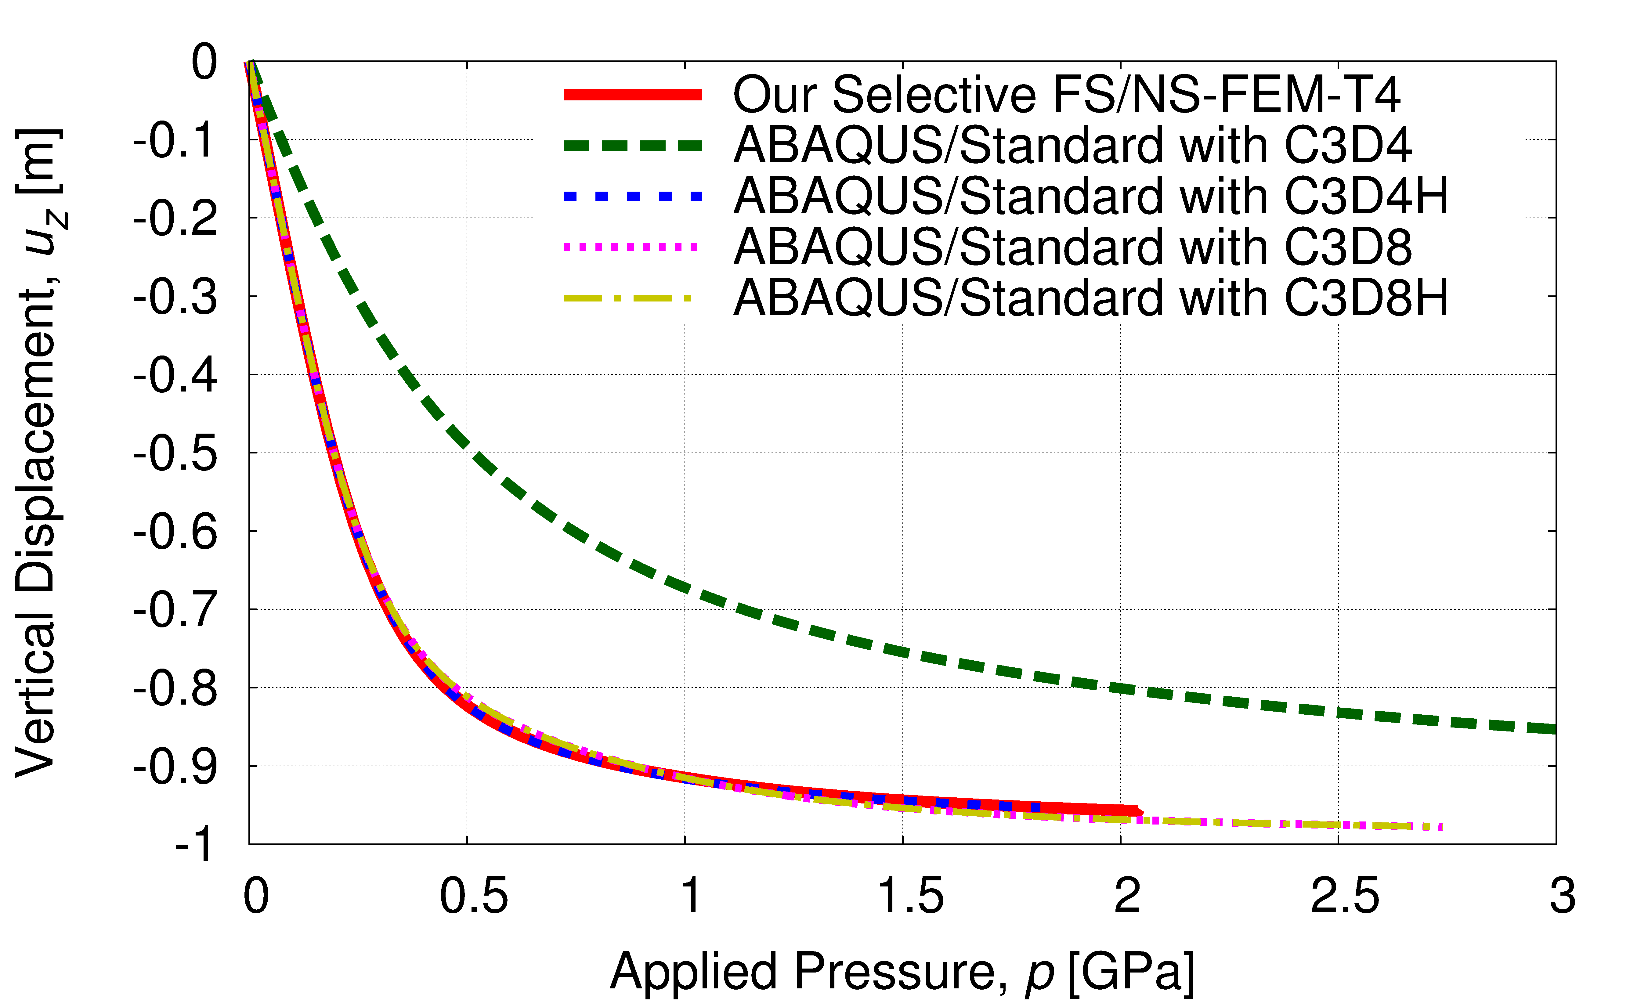 0
-0.1
-0.2
-0.3
-0.4
-0.5
-0.6
-0.7
-0.8
-0.9
-1
Vertical Displacement, u_z [m]
Our Selective FS/NS-FEM-T4
ABAQUS/Standard with C3D4
ABAQUS/Standard with C3D4H
ABAQUS/Standard with C3D8
ABAQUS/Standard with C3D8H
0 0.5 1 1.5 2 2.5 3
Applied Pressure, p [GPa]